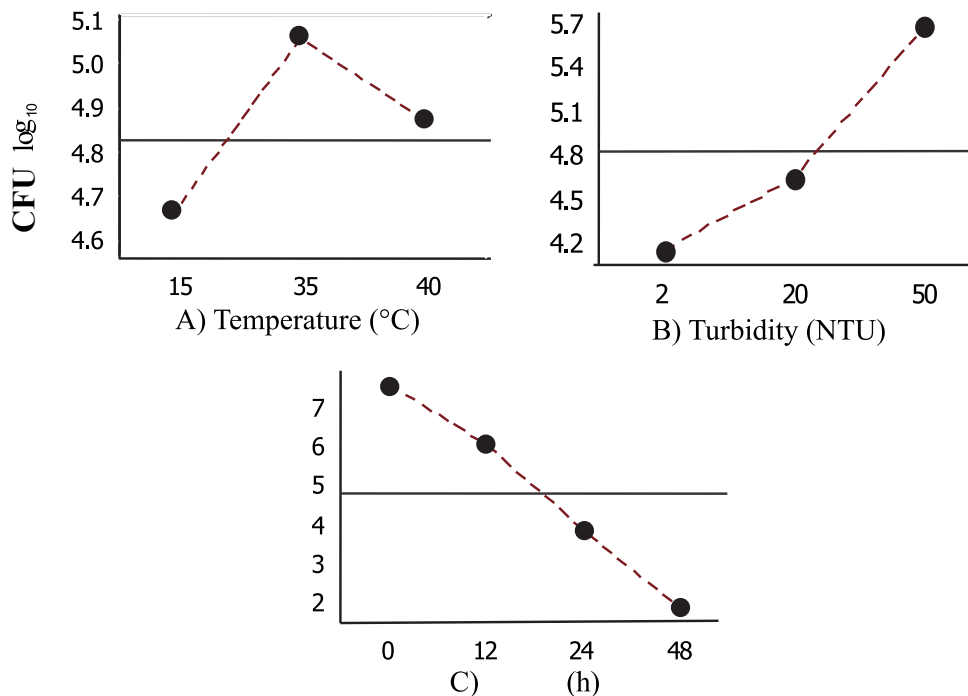 CFU log₁₀
5.1
5.0
4.9
4.8
4.7
4.6
15 35 40
A) Temperature (°C)
5.7
5.4
5.1
4.8
4.5
4.2
2 20 50
B) Turbidity (NTU)
7
6
5
4
3
2
0 12 24 48
C) (h)